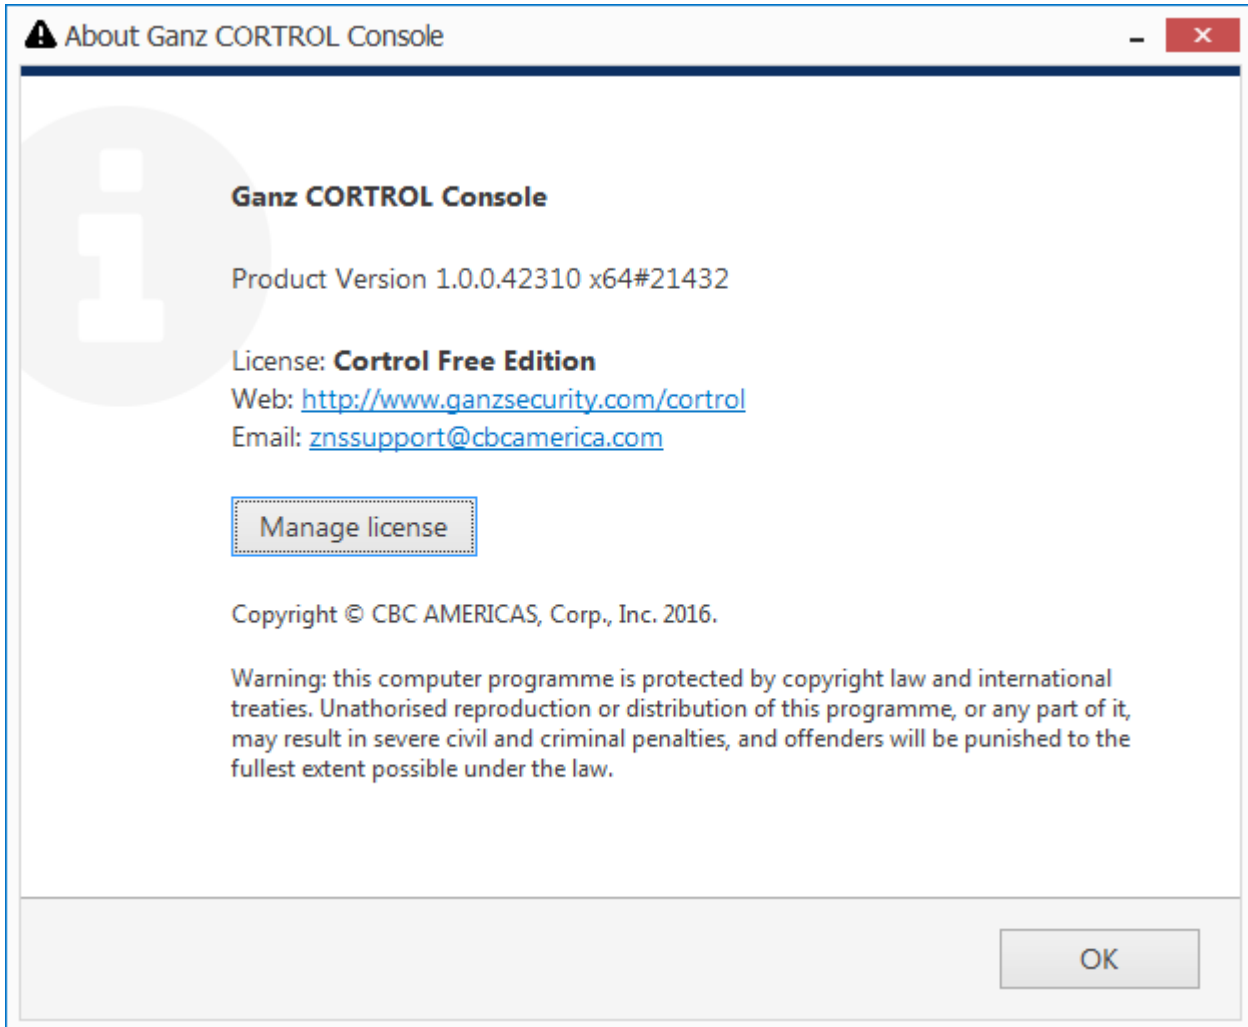 About Ganz CORTROL Console
Ganz CORTROL Console
Product Version 1.0.0.42310 x64#21432
License: Cortrol Free Edition
Web: http://www.ganzsecurity.com/cortrol
Email: znssupport@cbcamerica.com
Manage license
Copyright © CBC AMERICAS, Corp., Inc. 2016.
Warning: this computer programme is protected by copyright law and international
treaties. Unathorised reproduction or distribution of this programme, or any part of it,
may result in severe civil and criminal penalties, and offenders will be punished to the
fullest extent possible under the law.
OK